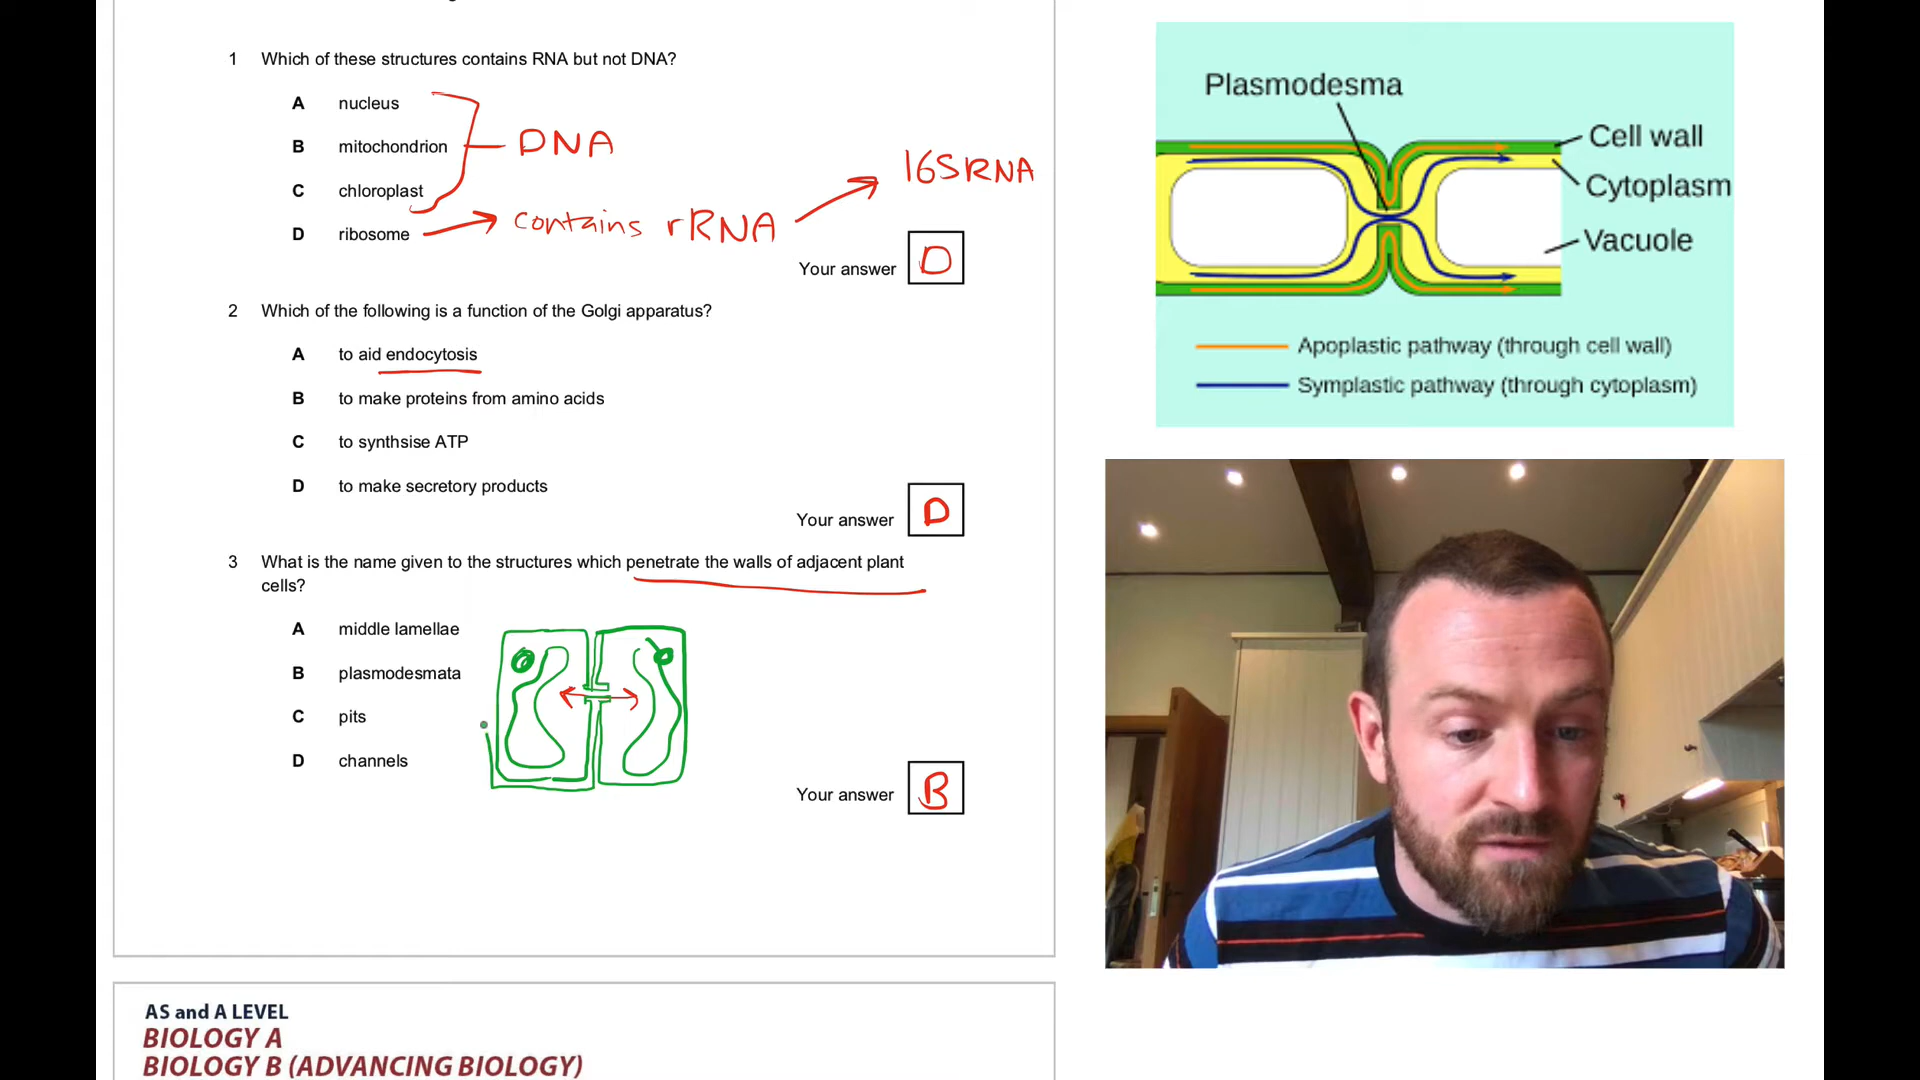 1 Which of these structures contains RNA but not DNA?
A nucleus
B mitochondrion
C chloroplast
D ribosome
DNA
contains rRNA
16SRNA
Your answer D
2 Which of the following is a function of the Golgi apparatus?
A to aid endocytosis
B to make proteins from amino acids
C to synthsise ATP
D to make secretory products
Your answer D
3 What is the name given to the structures which penetrate the walls of adjacent plant
cells?
A middle lamellae
B plasmodesmata
C pits
D channels
Your answer B
AS and A LEVEL
BIOLOGY A
BIOLOGY B (ADVANCING BIOLOGY)
Plasmodesma
Cell wall
Cytoplasm
Vacuole
Apoplastic pathway (through cell wall)
Symplastic pathway (through cytoplasm)